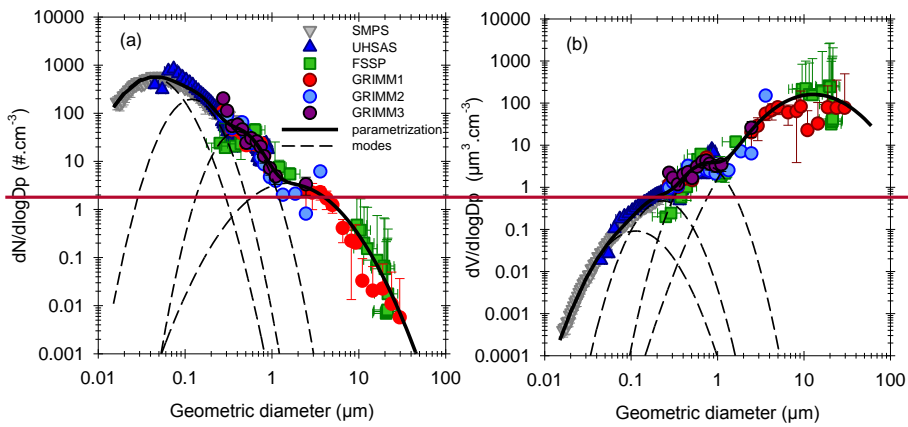 (a)
SMPS
UHSAS
FSSP
GRIMM1
GRIMM2
GRIMM3
parametrization
modes
10000
1000
100
10
1
0.1
0.01
0.001
dN/dlogDp (#.cm-3)
0.01 0.1 1 10 100
Geometric diameter (µm)
(b)
10000
1000
100
10
1
0.1
0.01
0.001
0.0001
dV/dlogDp (µm³.cm-3)
0.01 0.1 1 10 100
Geometric diameter (µm)